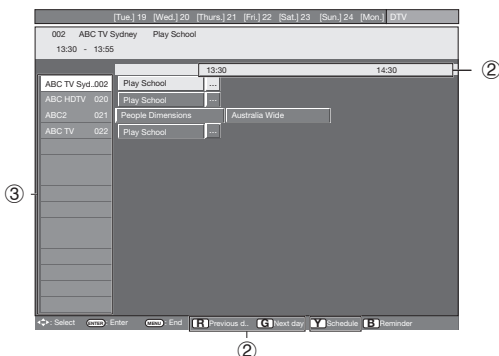 [Tue.] 19 [Wed.] 20 [Thurs.] 21 [Fri.] 22 [Sat.] 23 [Sun.] 24 [Mon.] DTV
002 ABC TV Sydney Play School
13:30 - 13:55
13:30 14:30
②
ABC TV Syd..002 Play School ...
ABC HDTV 020 Play School ...
ABC2 021 People Dimensions Australia Wide
ABC TV 022 Play School ...
③
: Select ENTER: Enter MENU: End R Previous d.. G Next day Y Schedule B Reminder
②